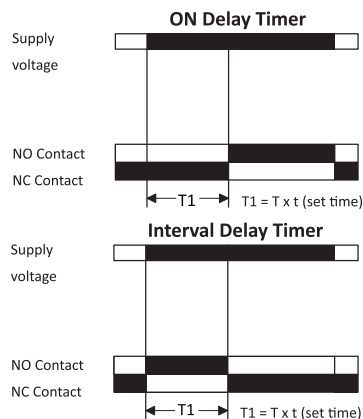 ON Delay Timer
Supply
voltage
NO Contact
NC Contact
T1
T1 = T x t (set time)
Interval Delay Timer
Supply
voltage
NO Contact
NC Contact
T1
T1 = T x t (set time)